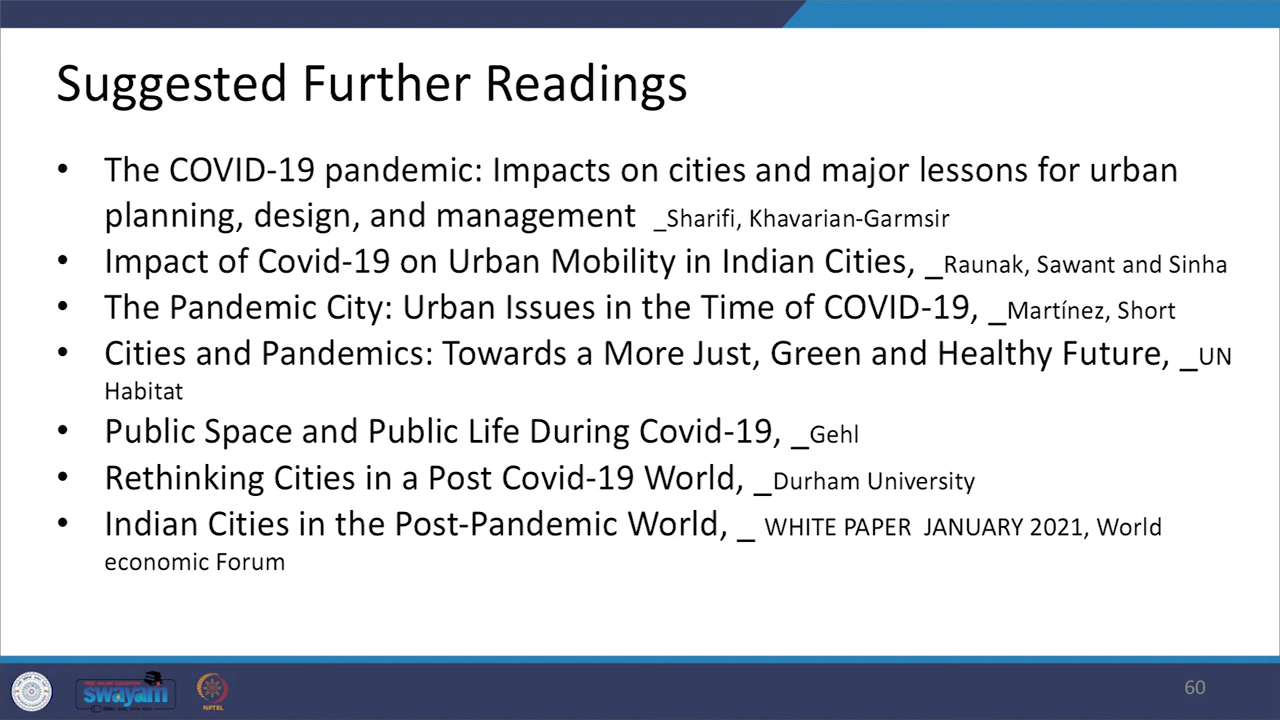 Suggested Further Readings
• The COVID-19 pandemic: Impacts on cities and major lessons for urban
planning, design, and management _Sharifi, Khavarian-Garmsir
• Impact of Covid-19 on Urban Mobility in Indian Cities, _Raunak, Sawant and Sinha
• The Pandemic City: Urban Issues in the Time of COVID-19, _Martínez, Short
• Cities and Pandemics: Towards a More Just, Green and Healthy Future, _UN
Habitat
• Public Space and Public Life During Covid-19, _Gehl
• Rethinking Cities in a Post Covid-19 World, _Durham University
• Indian Cities in the Post-Pandemic World, _ WHITE PAPER JANUARY 2021, World
economic Forum
swayam
NPTEL
60